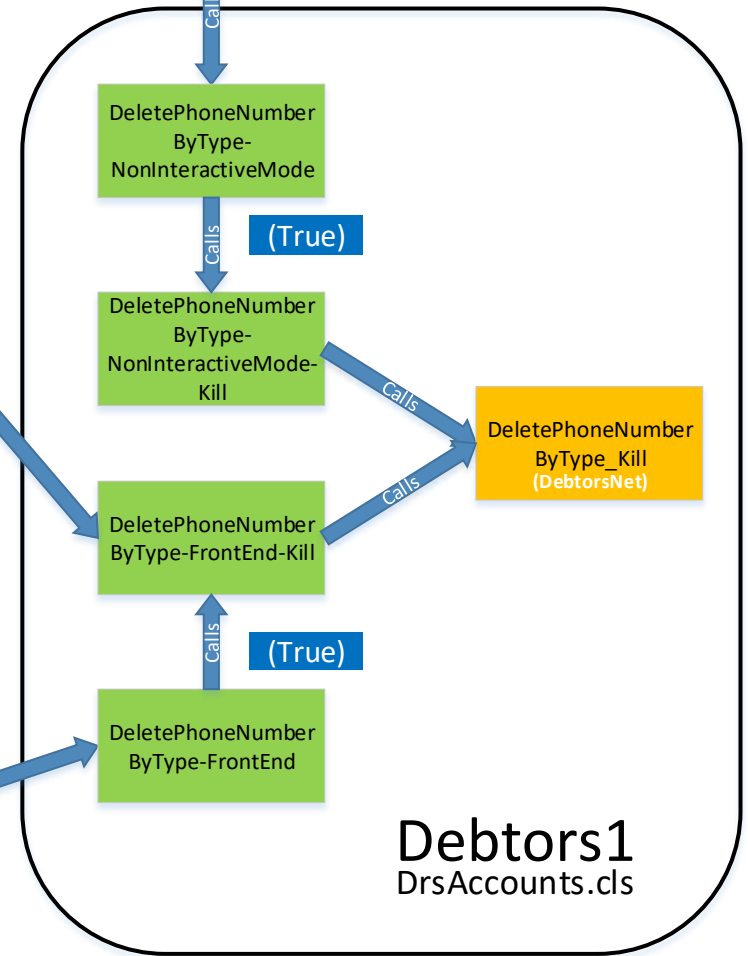 Call
DeletePhoneNumber
ByType-
NonInteractiveMode
Calls
(True)
DeletePhoneNumber
ByType-
NonInteractiveMode-
Kill
Calls
DeletePhoneNumber
ByType_Kill
(DebtorsNet)
Calls
DeletePhoneNumber
ByType-FrontEnd-Kill
Calls
(True)
DeletePhoneNumber
ByType-FrontEnd
Debtors1
DrsAccounts.cls